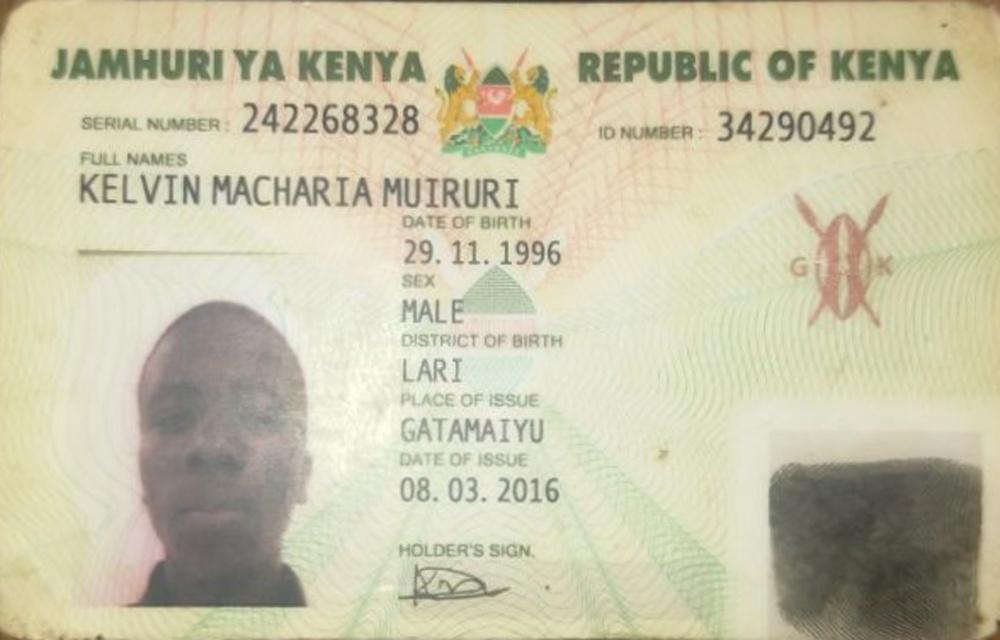 JAMHURI YA KENYA REPUBLIC OF KENYA
SERIAL NUMBER : 242268328 ID NUMBER : 34290492
FULL NAMES
KELVIN MACHARIA MUIRURI
DATE OF BIRTH
29. 11. 1996
SEX
MALE
DISTRICT OF BIRTH
LARI
PLACE OF ISSUE
GATAMAIYU
DATE OF ISSUE
08. 03. 2016
HOLDER'S SIGN.
G K